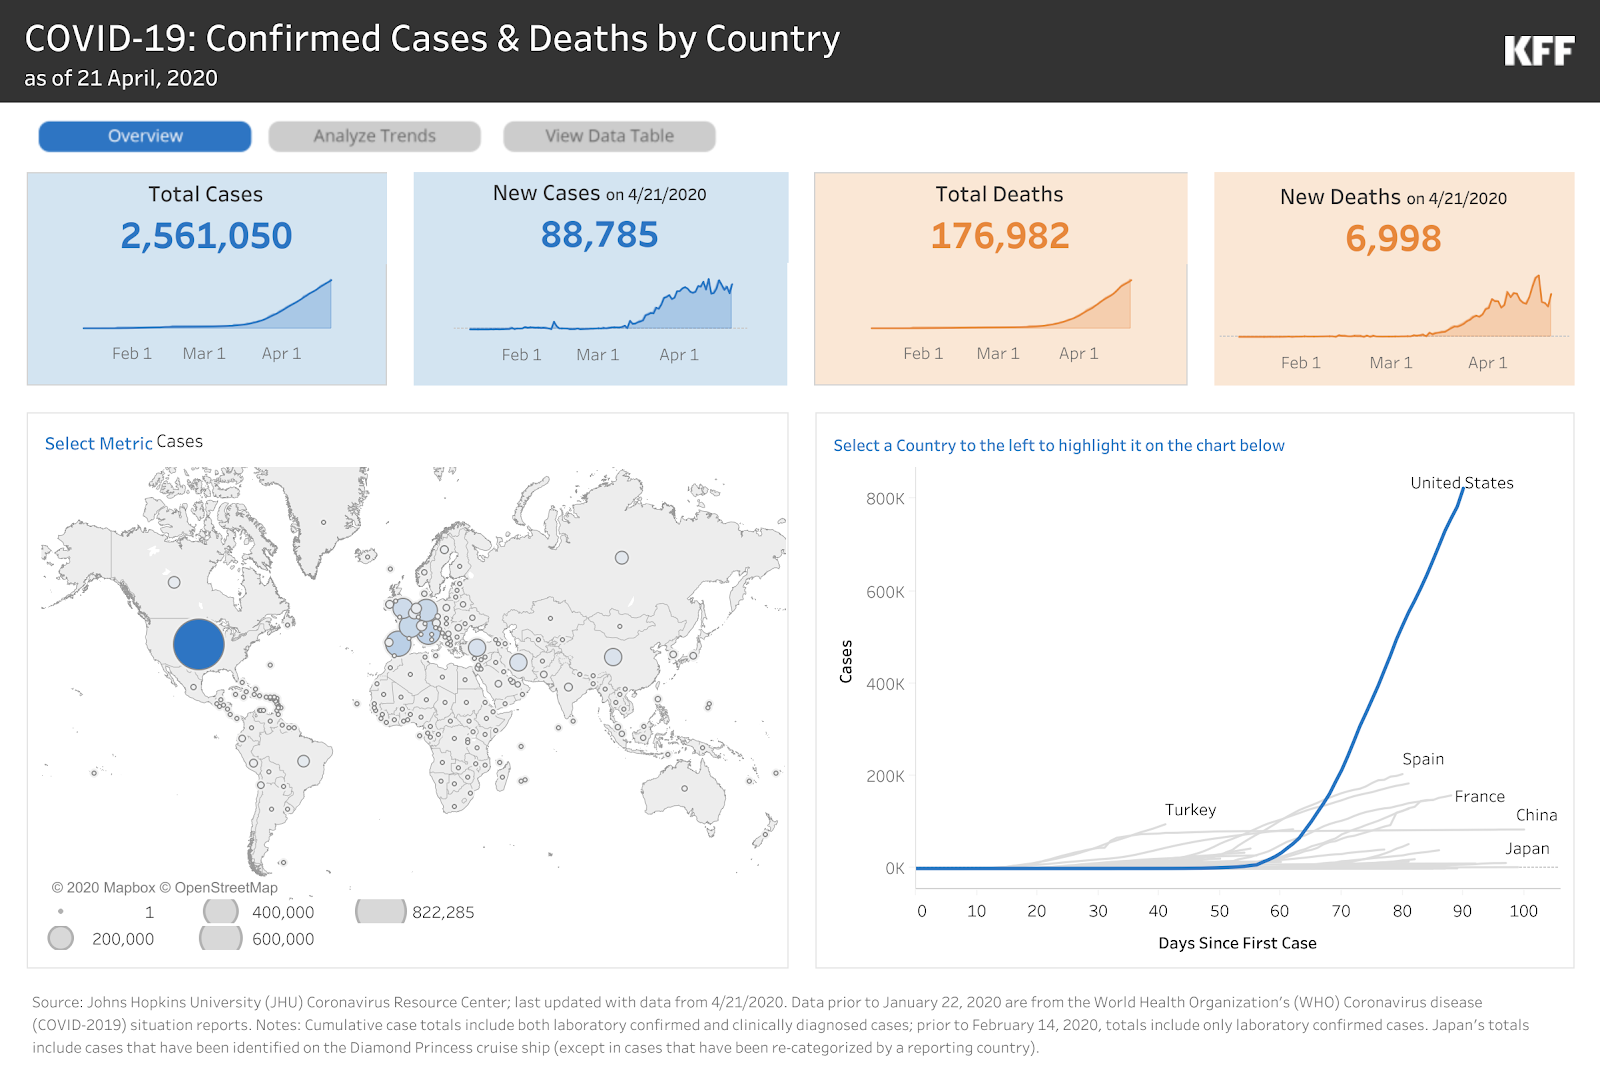 COVID-19: Confirmed Cases & Deaths by Country
as of 21 April, 2020
KFF
Overview
Analyze Trends
View Data Table
Total Cases
2,561,050
Feb 1
Mar 1
Apr 1
New Cases on 4/21/2020
88,785
Feb 1
Mar 1
Apr 1
Total Deaths
176,982
Feb 1
Mar 1
Apr 1
New Deaths on 4/21/2020
6,998
Feb 1
Mar 1
Apr 1
Select Metric Cases
© 2020 Mapbox © OpenStreetMap
1
400,000
822,285
200,000
600,000
Select a Country to the left to highlight it on the chart below
United States
800K
600K
400K
200K
0K
Cases
Spain
France
Turkey
China
Japan
0 10 20 30 40 50 60 70 80 90 100
Days Since First Case
Source: Johns Hopkins University (JHU) Coronavirus Resource Center; last updated with data from 4/21/2020. Data prior to January 22, 2020 are from the World Health Organization's (WHO) Coronavirus disease
(COVID-2019) situation reports. Notes: Cumulative case totals include both laboratory confirmed and clinically diagnosed cases; prior to February 14, 2020, totals include only laboratory confirmed cases. Japan's totals
include cases that have been identified on the Diamond Princess cruise ship (except in cases that have been re-categorized by a reporting country).